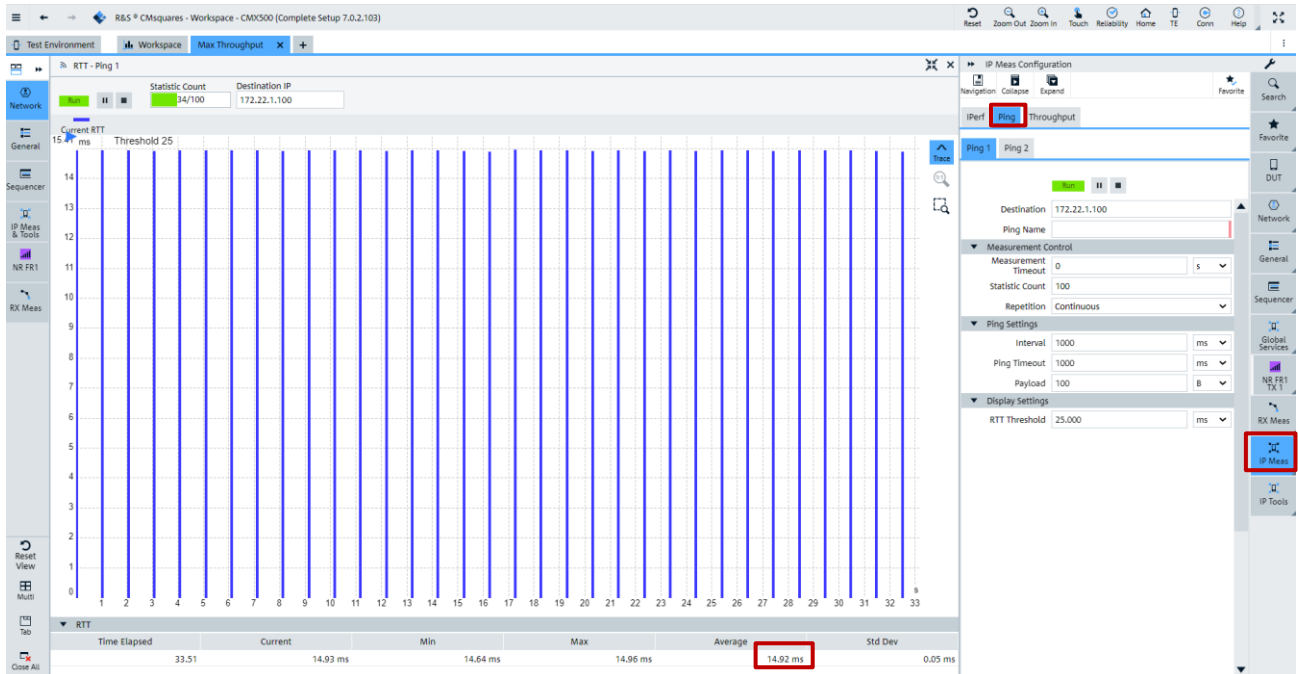 R&S ® CMsquares - Workspace - CMX500 (Complete Setup 7.0.2.103)
Reset Zoom Out Zoom In Touch Reliability Home TE Conn Help
Test Environment Workspace Max Throughput × +
RTT - Ping 1
IP Meas Configuration
Network
General
Sequencer
IP Meas & Tools
NR FR1
RX Meas
Reset View
Multi
Tab
Close All
Run
Statistic Count
34/100
Destination IP
172.22.1.100
Current RTT
ms Threshold 25
14
13
12
11
10
9
8
7
6
5
4
3
2
1
0
s
1 2 3 4 5 6 7 8 9 10 11 12 13 14 15 16 17 18 19 20 21 22 23 24 25 26 27 28 29 30 31 32 33
Trace
RTT
Time Elapsed Current Min Max Average Std Dev
33.51 14.93 ms 14.64 ms 14.96 ms 14.92 ms 0.05 ms
Navigation Collapse Expand Favorite
IPerf Ping Throughput
Ping 1 Ping 2
Run
Destination 172.22.1.100
Ping Name
Measurement Control
Measurement Timeout 0 s
Statistic Count 100
Repetition Continuous
Ping Settings
Interval 1000 ms
Ping Timeout 1000 ms
Payload 100 B
Display Settings
RTT Threshold 25.000 ms
Search
Favorite
DUT
Network
General
Sequencer
Global Services
NR FR1 TX 1
RX Meas
IP Meas
IP Tools